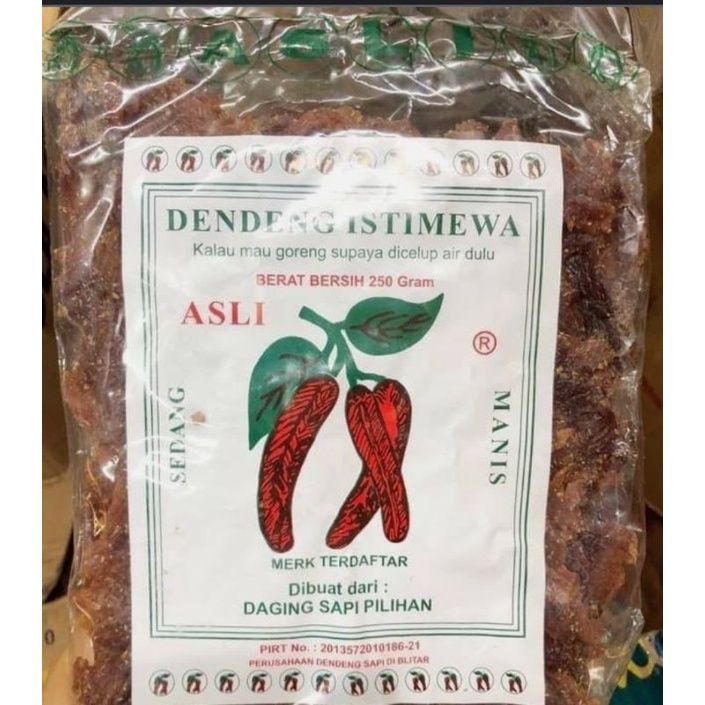 DENDENG ISTIMEWA
Kalau mau goreng supaya dicelup air dulu
BERAT BERSIH 250 Gram
ASLI
®
SEDANG
MANIS
MERK TERDAFTAR
Dibuat dari :
DAGING SAPI PILIHAN
PIRT No. : 2013572010186-21
PERUSAHAAN DENDENG SAPI DI BLITAR